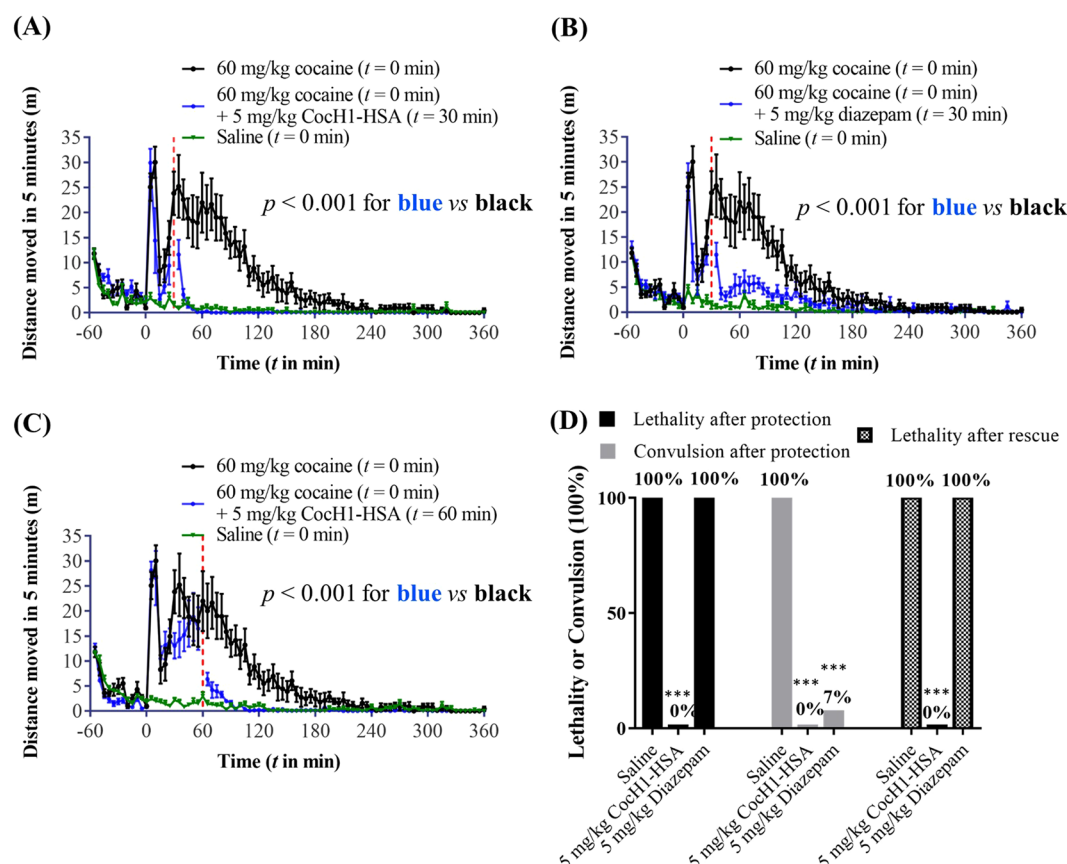 (A)
60 mg/kg cocaine (t = 0 min)
60 mg/kg cocaine (t = 0 min)
+ 5 mg/kg CocH1-HSA (t = 30 min)
Saline (t = 0 min)
p < 0.001 for blue vs black
Distance moved in 5 minutes (m)
35
30
25
20
15
10
5
0
-60 0 60 120 180 240 300 360
Time (t in min)
(B)
60 mg/kg cocaine (t = 0 min)
60 mg/kg cocaine (t = 0 min)
+ 5 mg/kg diazepam (t = 30 min)
Saline (t = 0 min)
p < 0.001 for blue vs black
Distance moved in 5 minutes (m)
35
30
25
20
15
10
5
0
-60 0 60 120 180 240 300 360
Time (t in min)
(C)
60 mg/kg cocaine (t = 0 min)
60 mg/kg cocaine (t = 0 min)
+ 5 mg/kg CocH1-HSA (t = 60 min)
Saline (t = 0 min)
p < 0.001 for blue vs black
Distance moved in 5 minutes (m)
35
30
25
20
15
10
5
0
-60 0 60 120 180 240 300 360
Time (t in min)
(D)
Lethality after protection
Convulsion after protection
Lethality after rescue
Lethality or Convulsion (100%)
100
50
0
100% 100% 100% 100% 100%
*** *** *** ***
0% 0% 7% 0%
Saline
5 mg/kg CocH1-HSA
5 mg/kg Diazepam
Saline
5 mg/kg CocH1-HSA
5 mg/kg Diazepam
Saline
5 mg/kg CocH1-HSA
5 mg/kg Diazepam